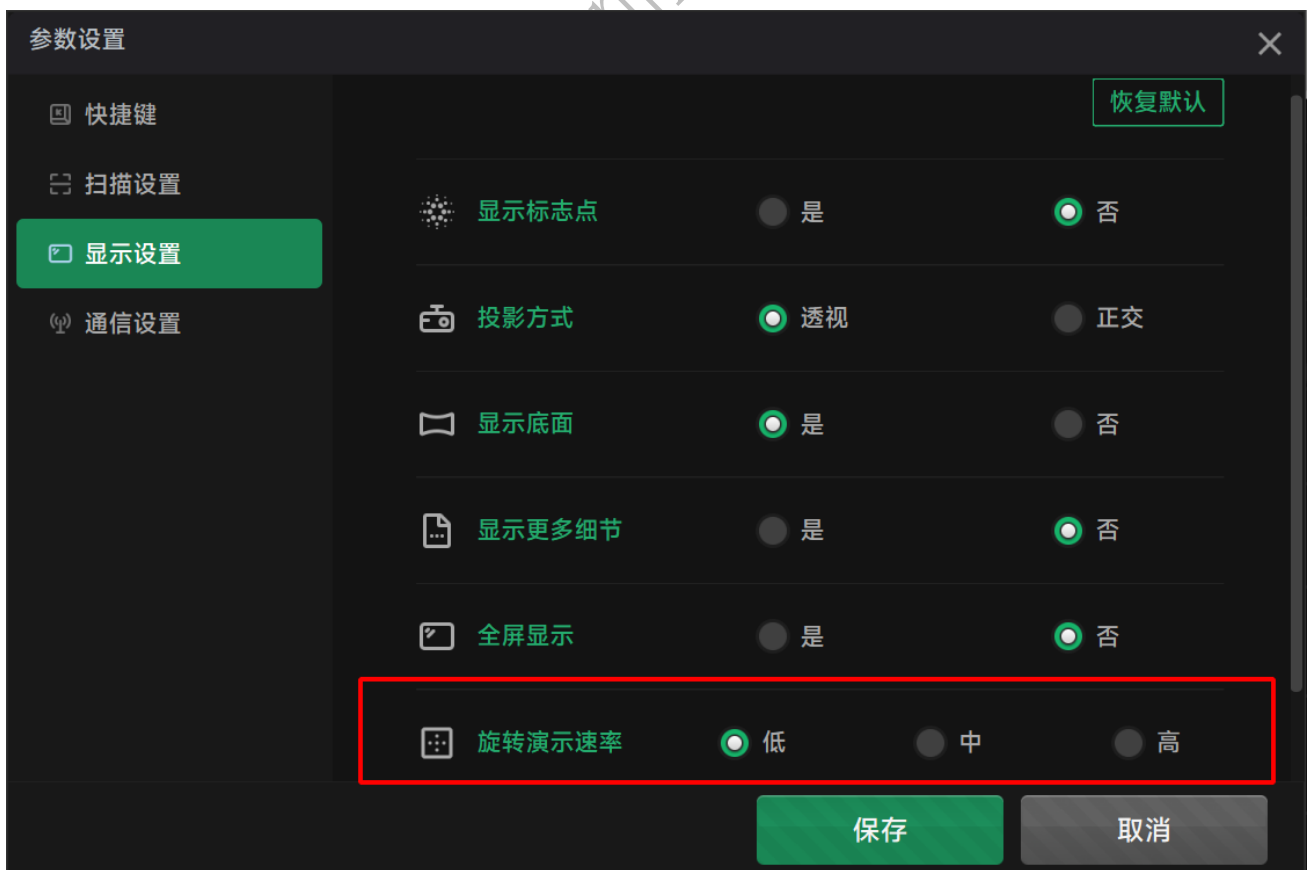 参数设置
快捷键
恢复默认
扫描设置
显示标志点 是 否
显示设置
投影方式 透视 正交
通信设置
显示底面 是 否
显示更多细节 是 否
全屏显示 是 否
旋转演示速率 低 中 高
保存 取消